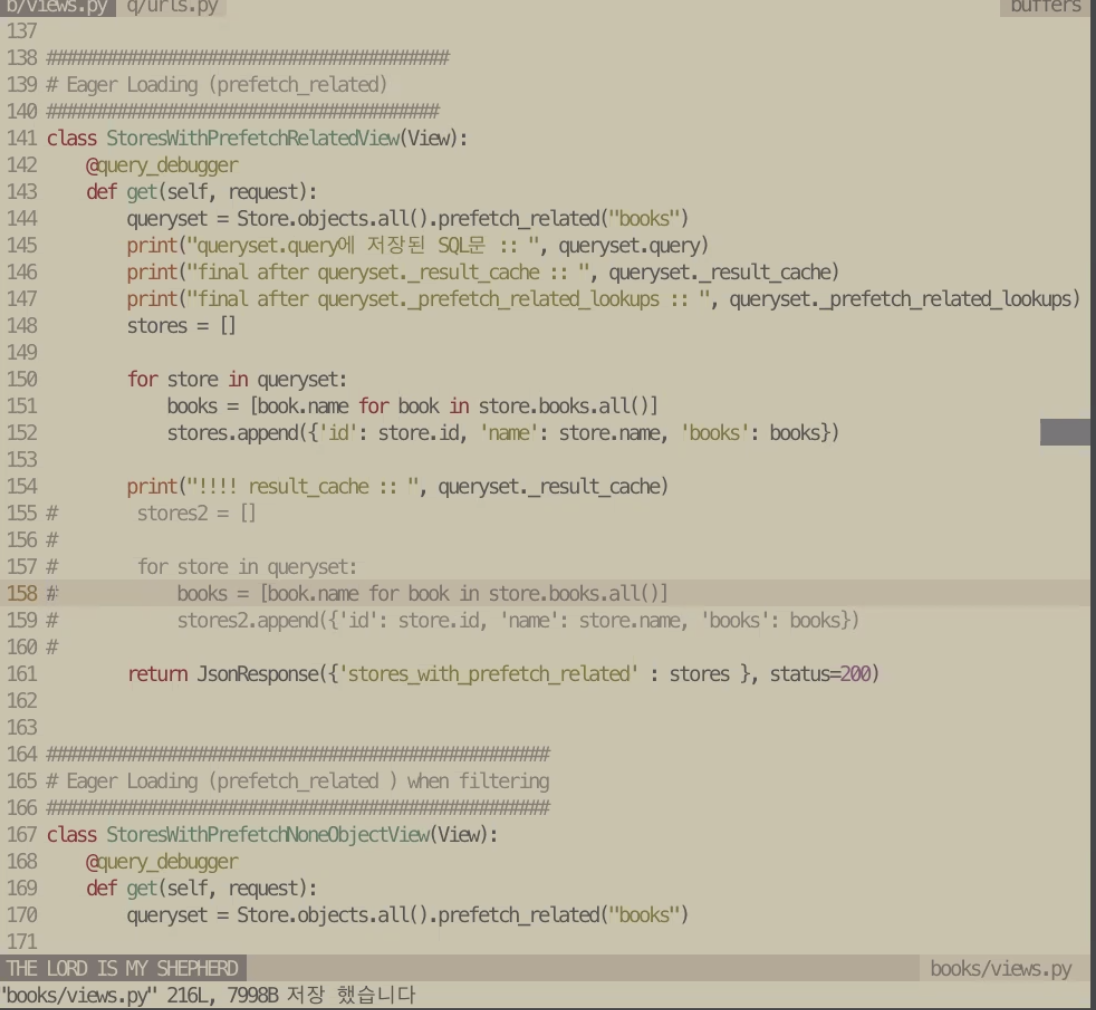 b/views.py q/urls.py buffers
137
138 ########################################
139 # Eager Loading (prefetch_related)
140 #######################################
141 class StoresWithPrefetchRelatedView(View):
142     @query_debugger
143     def get(self, request):
144         queryset = Store.objects.all().prefetch_related("books")
145         print("queryset.query에 저장된 SQL문 :: ", queryset.query)
146         print("final after queryset._result_cache :: ", queryset._result_cache)
147         print("final after queryset._prefetch_related_lookups :: ", queryset._prefetch_related_lookups)
148         stores = []
149
150         for store in queryset:
151             books = [book.name for book in store.books.all()]
152             stores.append({'id': store.id, 'name': store.name, 'books': books})
153
154         print("!!!! result_cache :: ", queryset._result_cache)
155 #        stores2 = []
156 #
157 #        for store in queryset:
158 #            books = [book.name for book in store.books.all()]
159 #            stores2.append({'id': store.id, 'name': store.name, 'books': books})
160 #
161         return JsonResponse({'stores_with_prefetch_related' : stores }, status=200)
162
163
164 ##################################################
165 # Eager Loading (prefetch_related ) when filtering
166 ##################################################
167 class StoresWithPrefetchNoneObjectView(View):
168     @query_debugger
169     def get(self, request):
170         queryset = Store.objects.all().prefetch_related("books")
171
THE LORD IS MY SHEPHERD books/views.py
"books/views.py" 216L, 7998B 저장 했습니다